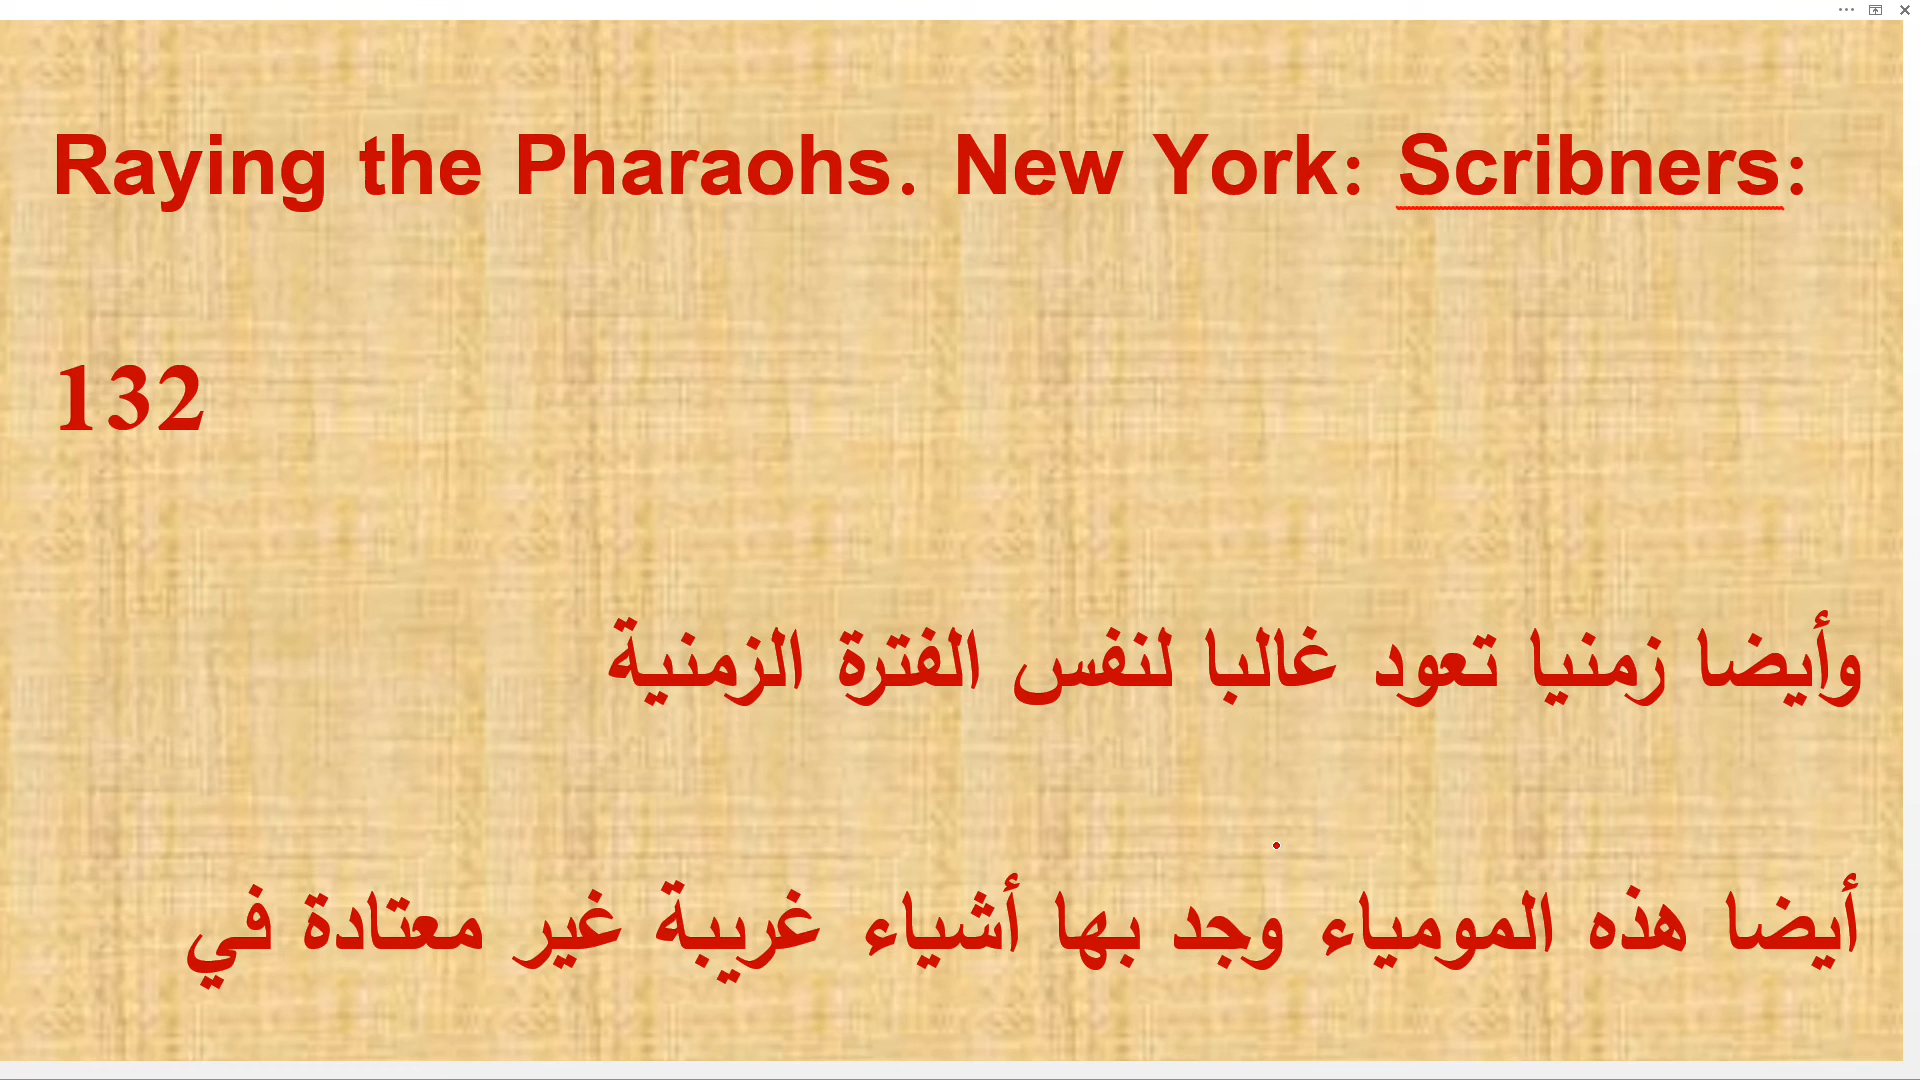 Raying the Pharaohs. New York: Scribners:
132
وأيضا زمنيا تعود غالبا لنفس الفترة الزمنية
أيضا هذه المومياء وجد بها أشياء غريبة غير معتادة في